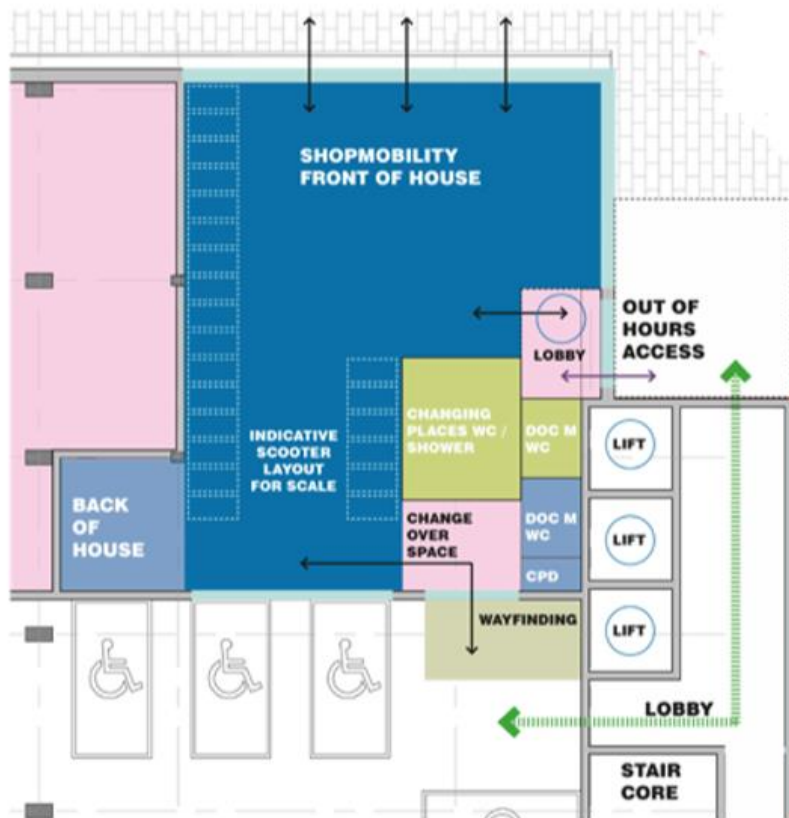 SHOPMOBILITY
FRONT OF HOUSE
OUT OF
HOURS
ACCESS
LOBBY
CHANGING
PLACES WC /
SHOWER
DOC M
WC
LIFT
INDICATIVE
SCOOTER
LAYOUT
FOR SCALE
BACK
OF
HOUSE
CHANGE
OVER
SPACE
DOC M
WC
LIFT
CPD
WAYFINDING
LIFT
LOBBY
STAIR
CORE